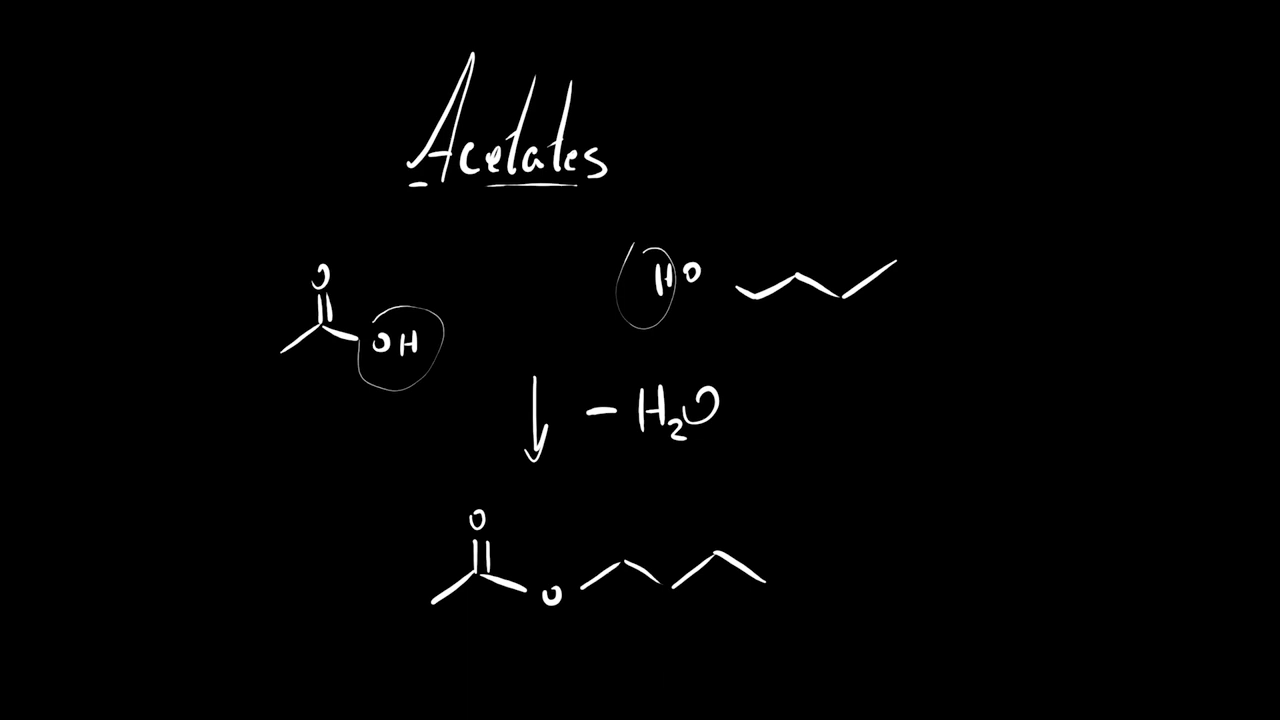 Acetates
O
OH
HO
- H₂O
O
O